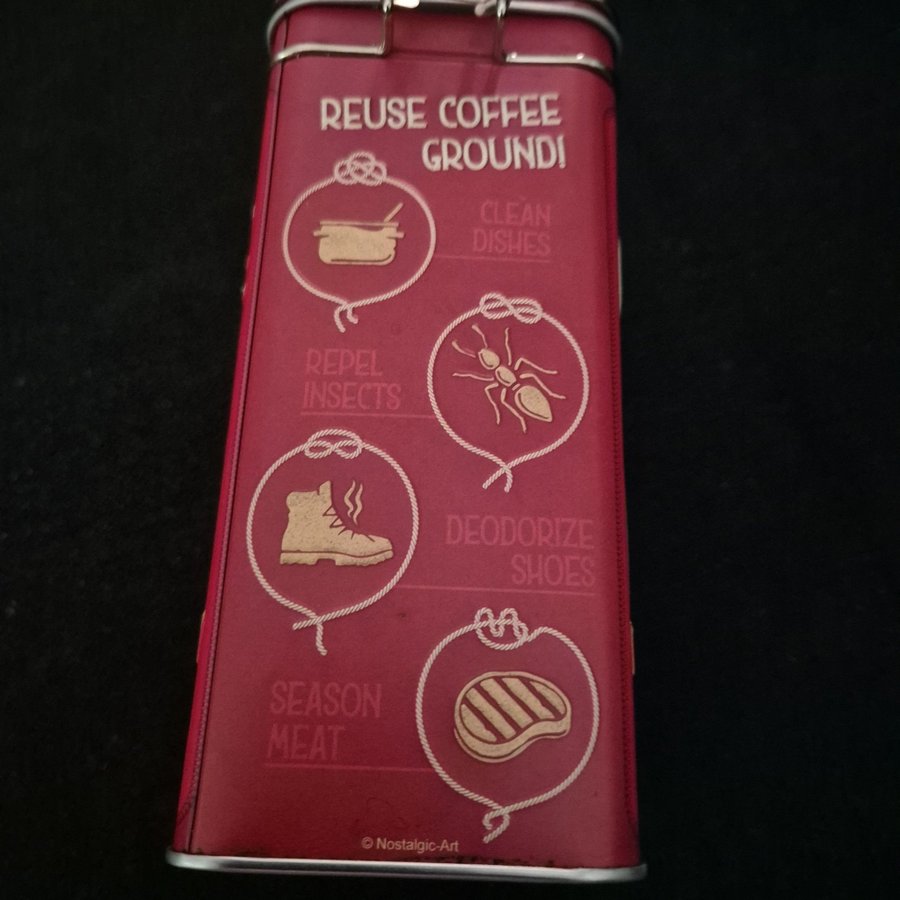 REUSE COFFEE
GROUND!
CLEAN
DISHES
REPEL
INSECTS
DEODORIZE
SHOES
SEASON
MEAT
© Nostalgic-Art